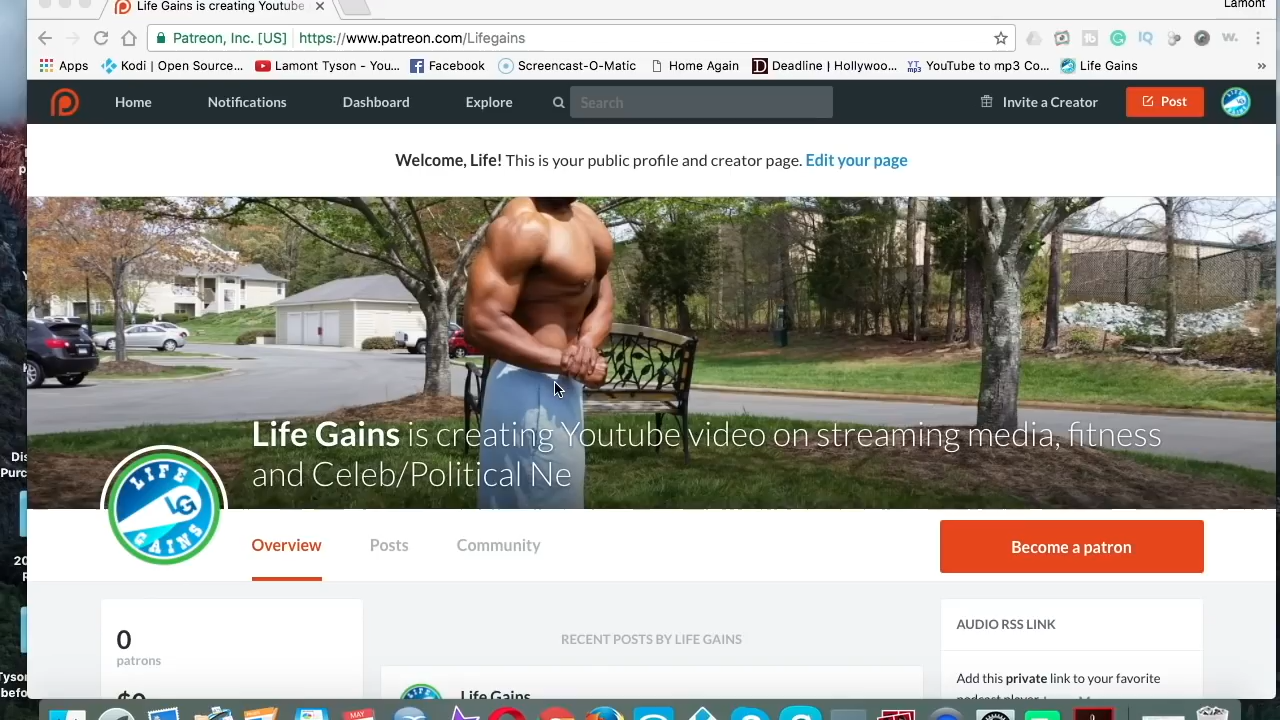 Life Gains is creating Youtube
Lamont
Patreon, Inc. [US] https://www.patreon.com/Lifegains
Apps Kodi | Open Source... Lamont Tyson - You... Facebook Screencast-O-Matic Home Again Deadline | Hollywoo... YouTube to mp3 Co... Life Gains »
Home Notifications Dashboard Explore Search Invite a Creator Post
Welcome, Life! This is your public profile and creator page. Edit your page
Life Gains is creating Youtube video on streaming media, fitness
and Celeb/Political Ne
LIFE
LG
GAINS
Overview Posts Community Become a patron
0
patrons
RECENT POSTS BY LIFE GAINS
AUDIO RSS LINK
Add this private link to your favorite
Life Gains
MAY